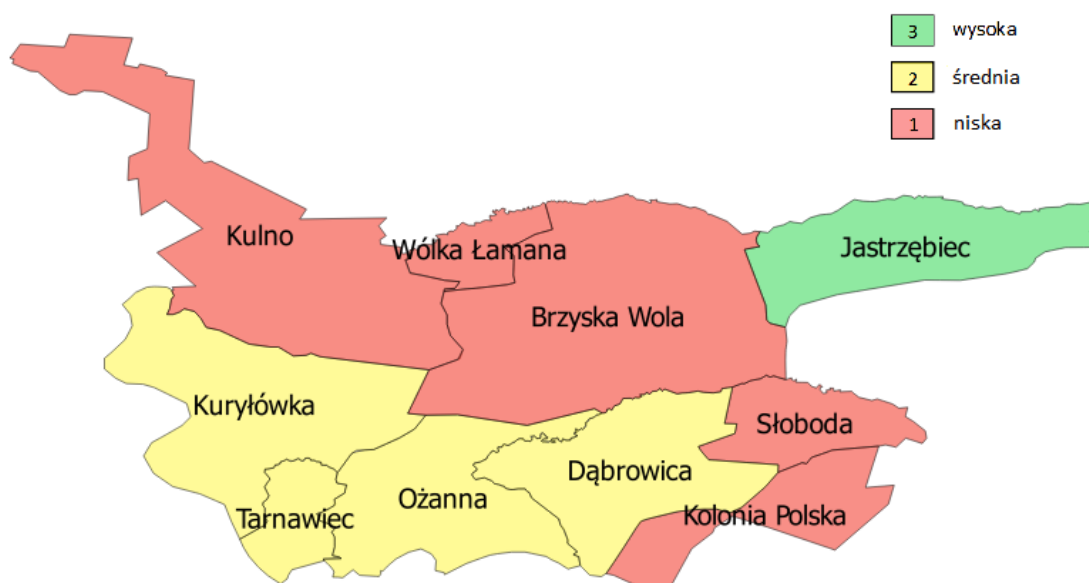 3 wysoka
2 średnia
1 niska
Kulno
Wólka Łamana
Jastrzębiec
Brzyska Wola
Kuryłówka
Słoboda
Dąbrowica
Ożanna
Tarnawiec
Kolonia Polska